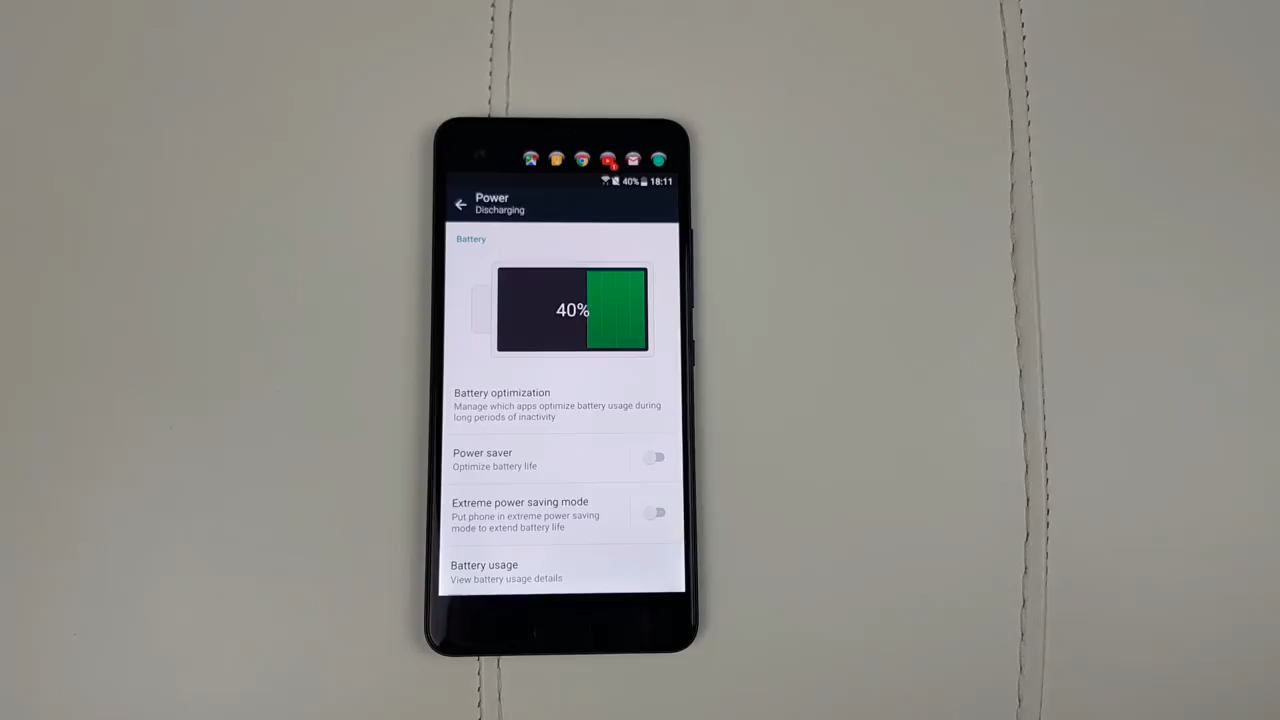 40% 18:11
Power
Discharging
Battery
40%
Battery optimization
Manage which apps optimize battery usage during
long periods of inactivity
Power saver
Optimize battery life
Extreme power saving mode
Put phone in extreme power saving
mode to extend battery life
Battery usage
View battery usage details